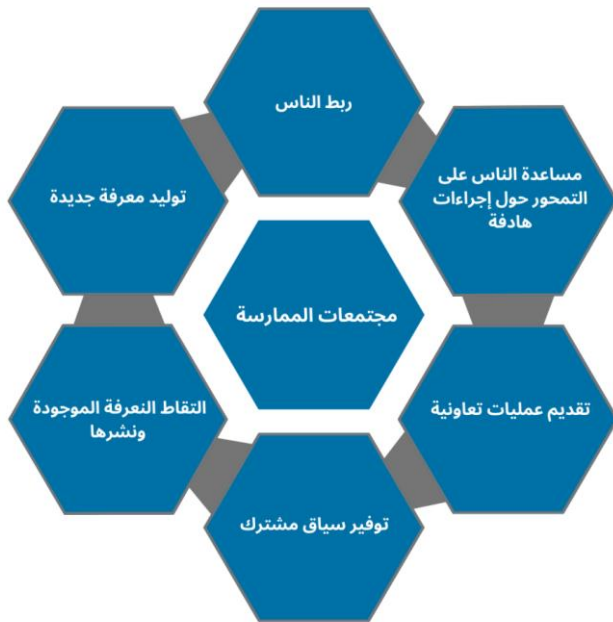 ربط الناس
مساعدة الناس على
التمحور حول إجراءات
هادفة
تقديم عمليات تعاونية
توفير سياق مشترك
التقاط النعرفة الموجودة
ونشرها
توليد معرفة جديدة
مجتمعات الممارسة